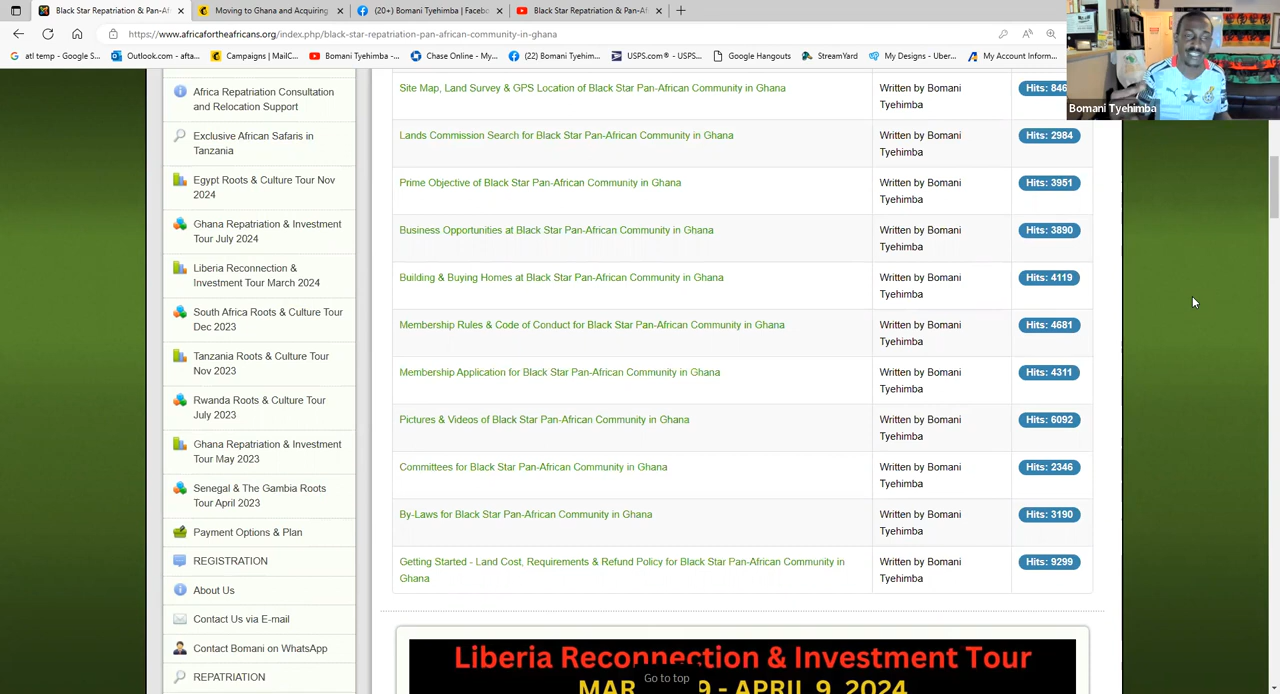 Black Star Repatriation & Pan-Af
Moving to Ghana and Acquiring
(20+) Bomani Tyehimba | Facebo
Black Star Repatriation & Pan-Af
https://www.africafortheafricans.org/index.php/black-star-repatriation-pan-african-community-in-ghana
atl temple - Google S...
Outlook.com - afta...
Campaigns | MailC...
Bomani Tyehimba -...
Chase Online - My...
(22) Bomani Tyehim...
USPS.com® - USPS...
Google Hangouts
StreamYard
My Designs - Uber...
My Account Inform...
Bomani Tyehimba
Africa Repatriation Consultation
and Relocation Support
Exclusive African Safaris in
Tanzania
Egypt Roots & Culture Tour Nov
2024
Ghana Repatriation & Investment
Tour July 2024
Liberia Reconnection &
Investment Tour March 2024
South Africa Roots & Culture Tour
Dec 2023
Tanzania Roots & Culture Tour
Nov 2023
Rwanda Roots & Culture Tour
July 2023
Ghana Repatriation & Investment
Tour May 2023
Senegal & The Gambia Roots
Tour April 2023
Payment Options & Plan
REGISTRATION
About Us
Contact Us via E-mail
Contact Bomani on WhatsApp
REPATRIATION
Site Map, Land Survey & GPS Location of Black Star Pan-African Community in Ghana
Written by Bomani
Tyehimba
Hits: 846
Lands Commission Search for Black Star Pan-African Community in Ghana
Written by Bomani
Tyehimba
Hits: 2984
Prime Objective of Black Star Pan-African Community in Ghana
Written by Bomani
Tyehimba
Hits: 3951
Business Opportunities at Black Star Pan-African Community in Ghana
Written by Bomani
Tyehimba
Hits: 3890
Building & Buying Homes at Black Star Pan-African Community in Ghana
Written by Bomani
Tyehimba
Hits: 4119
Membership Rules & Code of Conduct for Black Star Pan-African Community in Ghana
Written by Bomani
Tyehimba
Hits: 4681
Membership Application for Black Star Pan-African Community in Ghana
Written by Bomani
Tyehimba
Hits: 4311
Pictures & Videos of Black Star Pan-African Community in Ghana
Written by Bomani
Tyehimba
Hits: 6092
Committees for Black Star Pan-African Community in Ghana
Written by Bomani
Tyehimba
Hits: 2346
By-Laws for Black Star Pan-African Community in Ghana
Written by Bomani
Tyehimba
Hits: 3190
Getting Started - Land Cost, Requirements & Refund Policy for Black Star Pan-African Community in
Ghana
Written by Bomani
Tyehimba
Hits: 9299
Liberia Reconnection & Investment Tour
Go to top
MAR 9 - APRIL 9, 2024